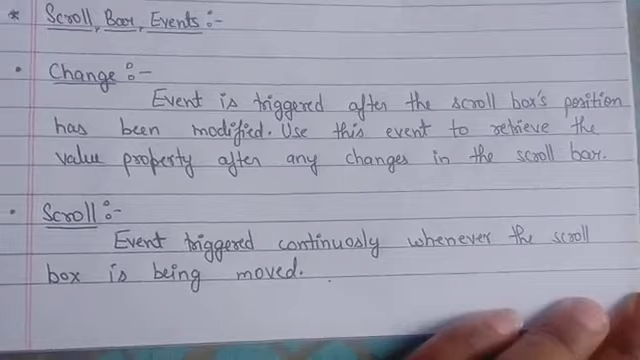 * Scroll, Boar, Events :-
• Change :-
Event is triggered after the scroll box's position
has been modified. Use this event to retrieve the
value property after any changes in the scroll bar.
• Scroll :-
Event triggered continuosly whenever the scroll
box is being moved.